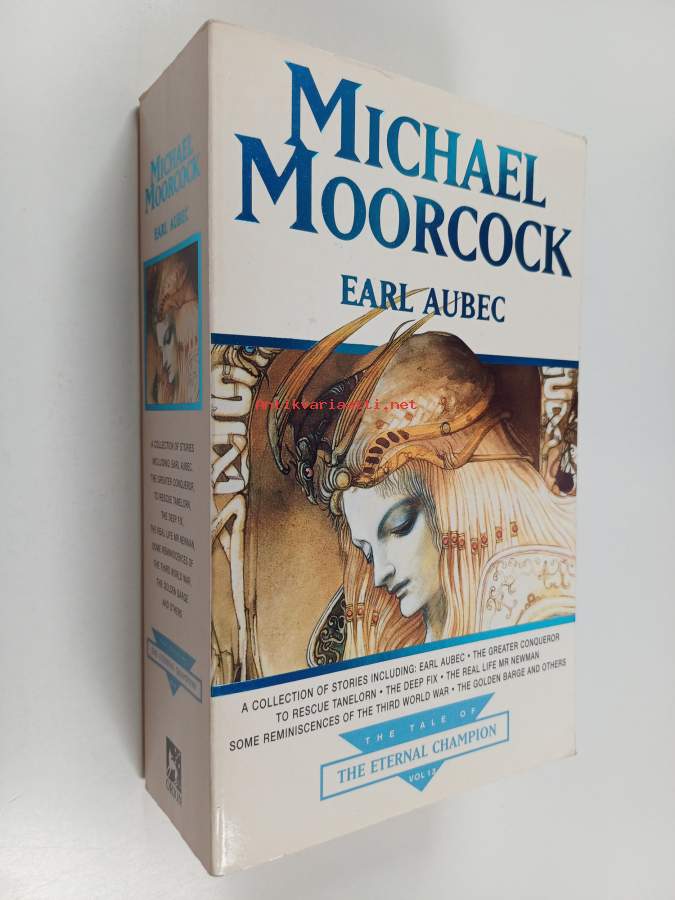 MICHAEL
MOORCOCK
EARL AUBEC
A COLLECTION OF STORIES INCLUDING: EARL AUBEC • THE GREATER CONQUEROR
TO RESCUE TANELORN • THE DEEP FIX • THE REAL LIFE MR NEWMAN
SOME REMINISCENCES OF THE THIRD WORLD WAR • THE GOLDEN BARGE AND OTHERS
THE TALE OF
THE ETERNAL CHAMPION
VOL 13
Antikvariaatti.net
MICHAEL
MOORCOCK
EARL AUBEC
A COLLECTION OF STORIES
INCLUDING: EARL AUBEC,
THE GREATER CONQUEROR,
TO RESCUE TANELORN,
THE DEEP FIX,
THE REAL LIFE MR NEWMAN,
SOME REMINISCENCES OF
THE THIRD WORLD WAR,
THE GOLDEN BARGE
AND OTHERS
THE ETERNAL CHAMPION